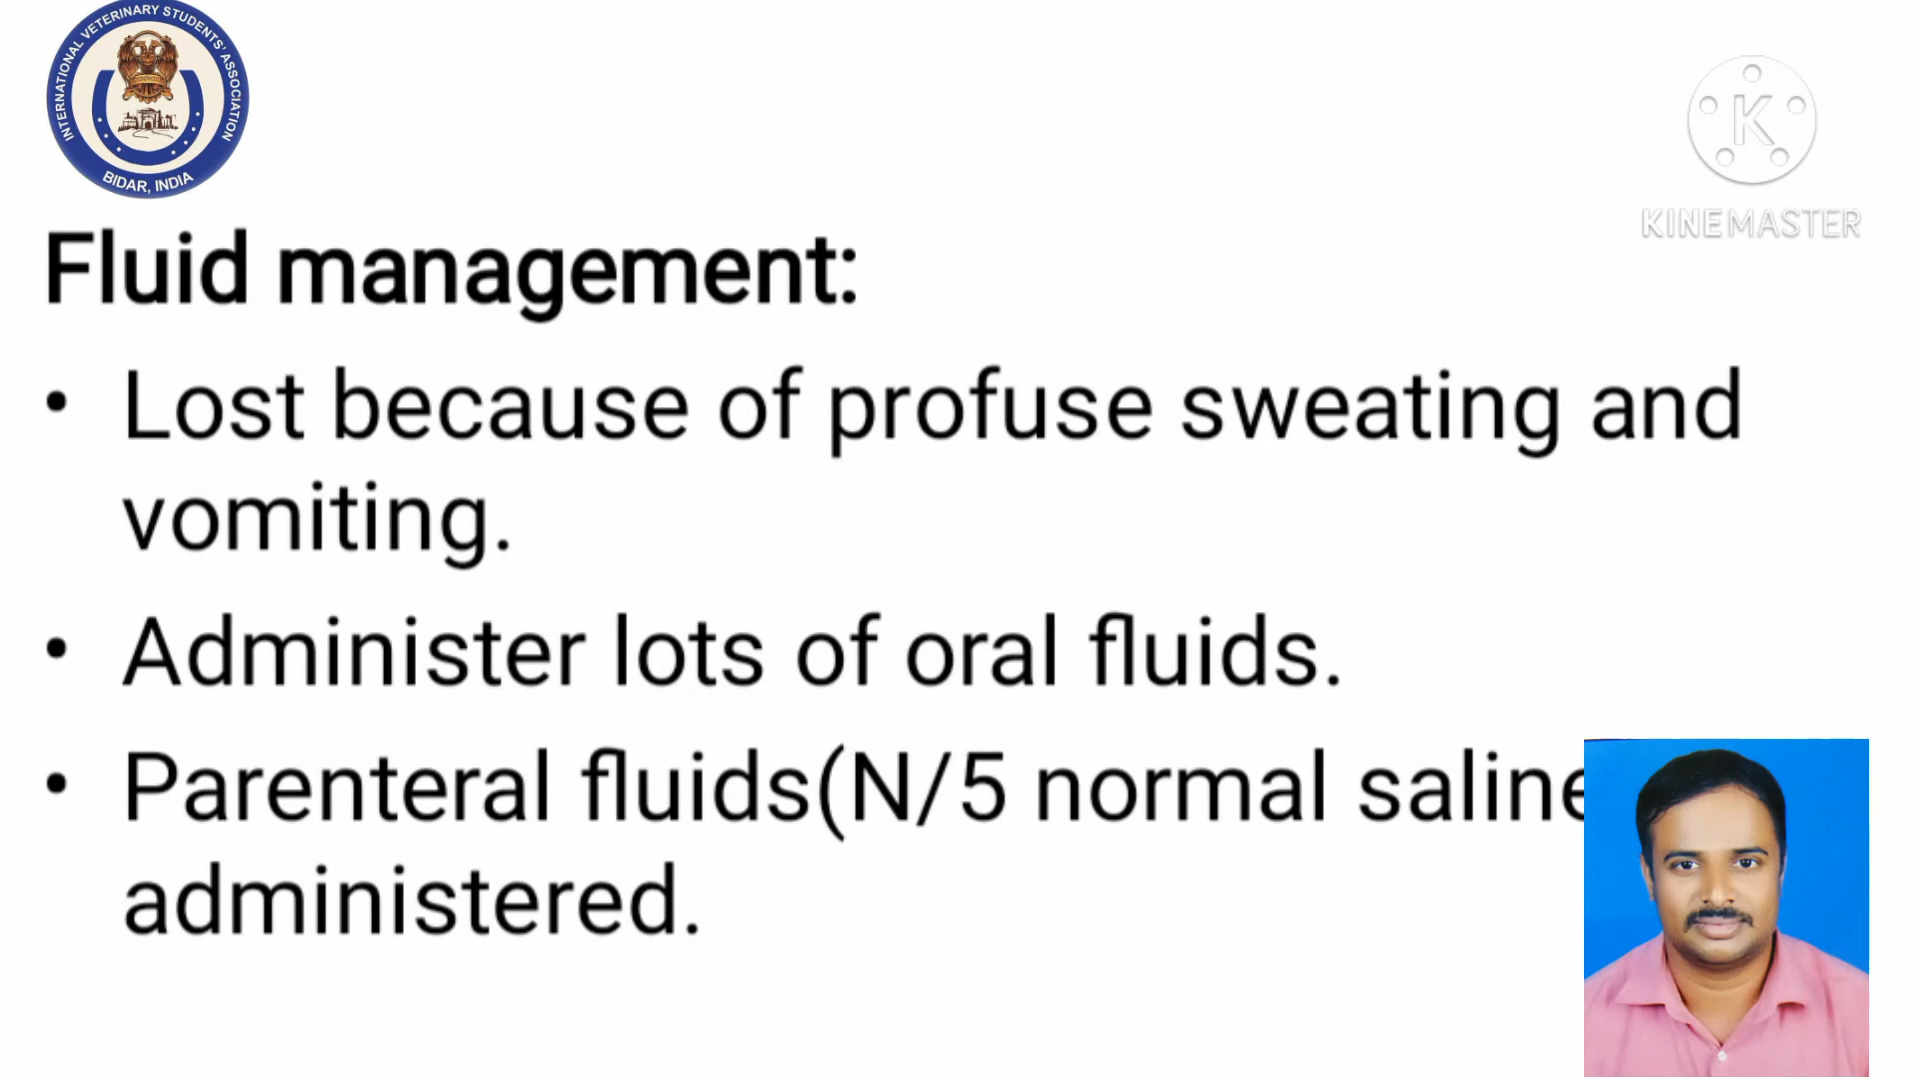 INTERNATIONAL VETERINARY STUDENTS' ASSOCIATION
BIDAR, INDIA
K
KINEMASTER
Fluid management:
• Lost because of profuse sweating and
vomiting.
• Administer lots of oral fluids.
• Parenteral fluids(N/5 normal saline
administered.